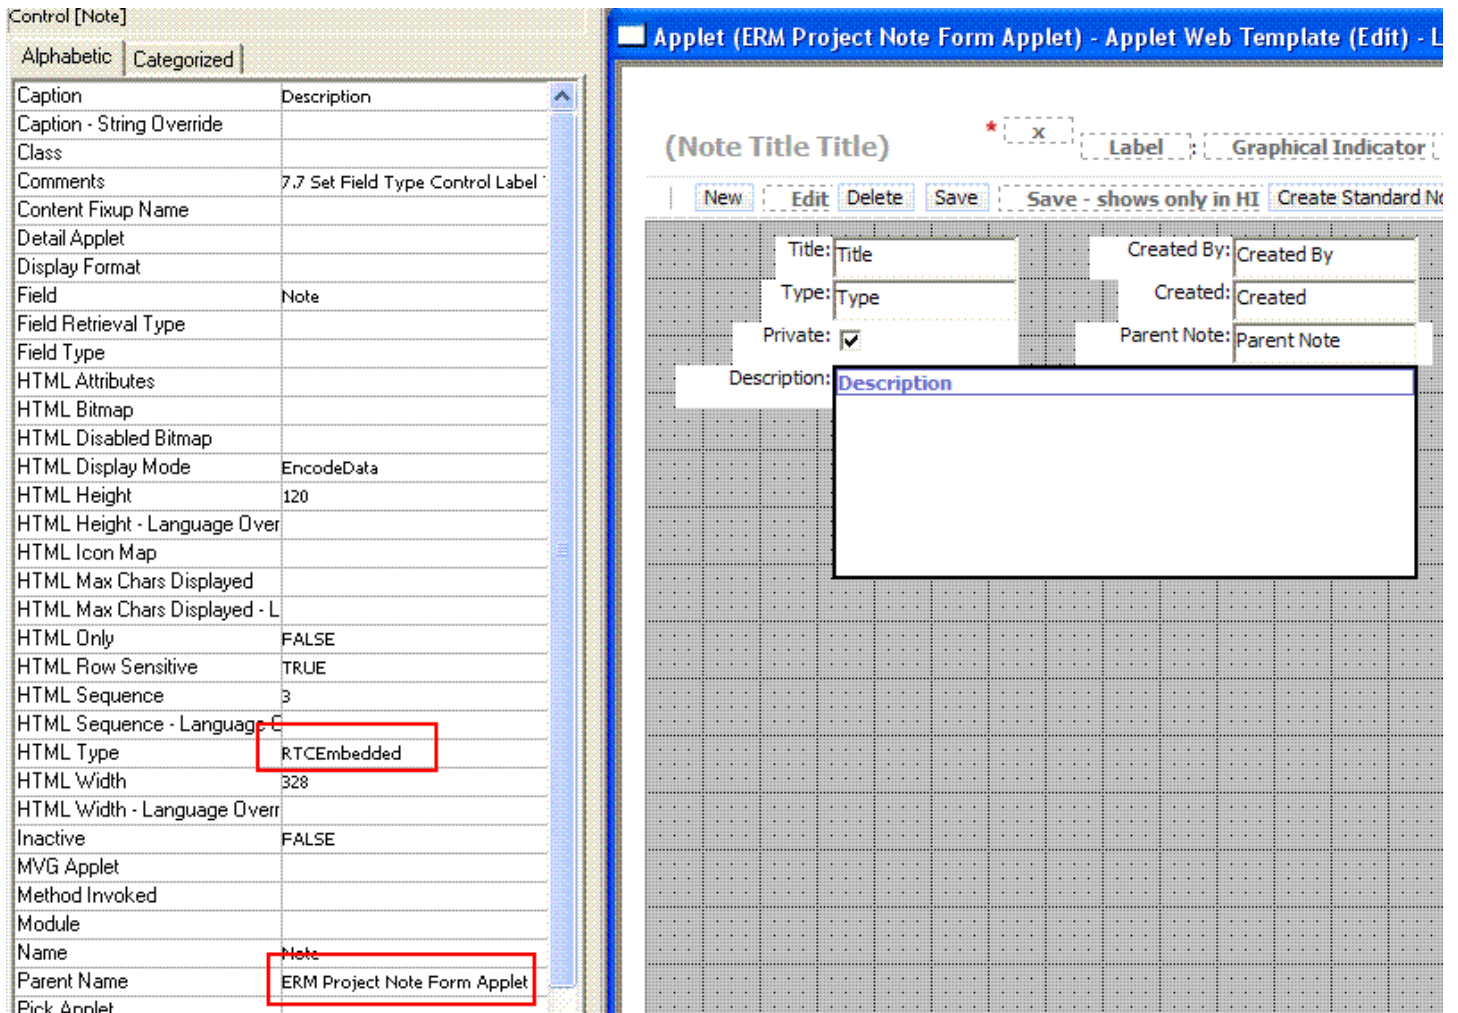 Control [Note]
Alphabetic
Categorized
Caption Description
Caption - String Override
Class
Comments 7.7 Set Field Type Control Label
Content Fixup Name
Detail Applet
Display Format
Field Note
Field Retrieval Type
Field Type
HTML Attributes
HTML Bitmap
HTML Disabled Bitmap
HTML Display Mode EncodeData
HTML Height 120
HTML Height - Language Over
HTML Icon Map
HTML Max Chars Displayed
HTML Max Chars Displayed - L
HTML Only FALSE
HTML Row Sensitive TRUE
HTML Sequence 3
HTML Sequence - Language
HTML Type RTCEmbedded
HTML Width 328
HTML Width - Language Overr
Inactive FALSE
MVG Applet
Method Invoked
Module
Name Note
Parent Name ERM Project Note Form Applet
Pick Applet
Applet (ERM Project Note Form Applet) - Applet Web Template (Edit) - L
(Note Title Title) * x Label : Graphical Indicator
New Edit Delete Save Save - shows only in HI Create Standard No
Title: Title Created By: Created By
Type: Type Created: Created
Private: Parent Note: Parent Note
Description: Description